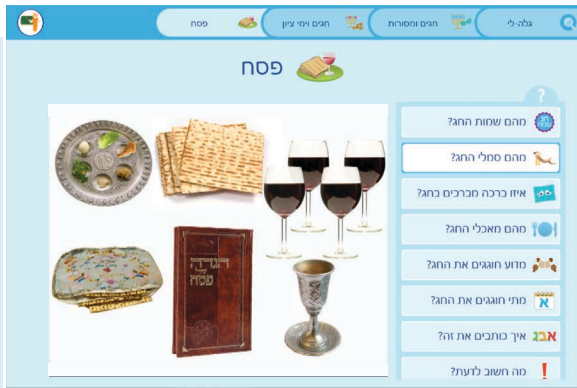 גלה-לי
חגים ומסורות
חגים וימי ציון
פסח
פסח
?
מהם שמות החג?
מהם סמלי החג?
איזו ברכה מברכים בחג?
מהם מאכלי החג?
מדוע חוגגים את החג?
מתי חוגגים את החג?
א
איך כותבים את זה?
אבג
מה חשוב לדעת?
!
הגדה
פסח